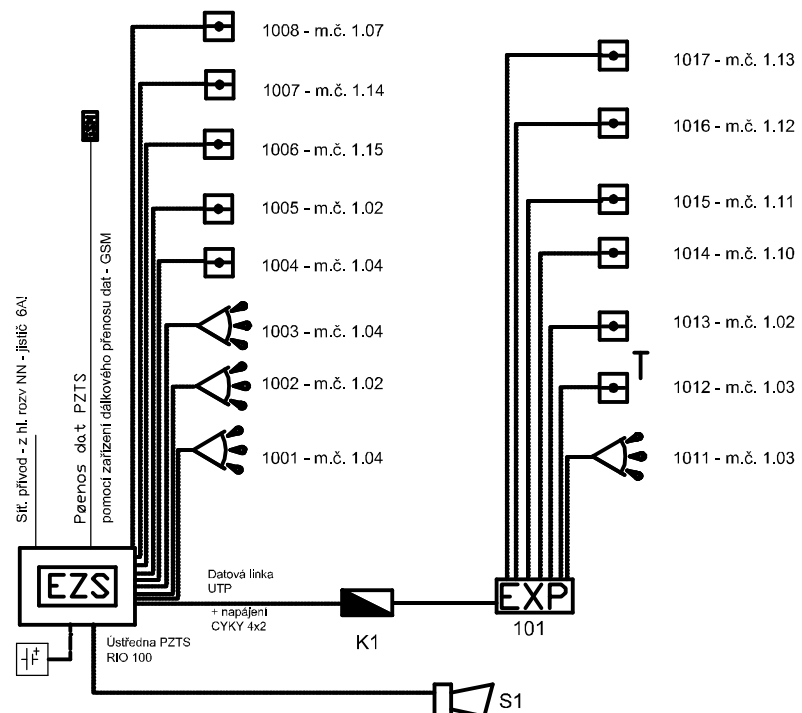 1008 - m.č. 1.07
1007 - m.č. 1.14
1006 - m.č. 1.15
1005 - m.č. 1.02
1004 - m.č. 1.04
1003 - m.č. 1.04
1002 - m.č. 1.02
1001 - m.č. 1.04
1017 - m.č. 1.13
1016 - m.č. 1.12
1015 - m.č. 1.11
1014 - m.č. 1.10
1013 - m.č. 1.02
T
1012 - m.č. 1.03
1011 - m.č. 1.03
Síť. přívod - z hl. rozv NN - jistič 6A!
Pøenos dat PZTS
pomocí zařízení dálkového přenosu dat - GSM
EZS
Datová linka
UTP
+ napájení
CYKY 4x2
K1
EXP
101
Ústředna PZTS
RIO 100
S1